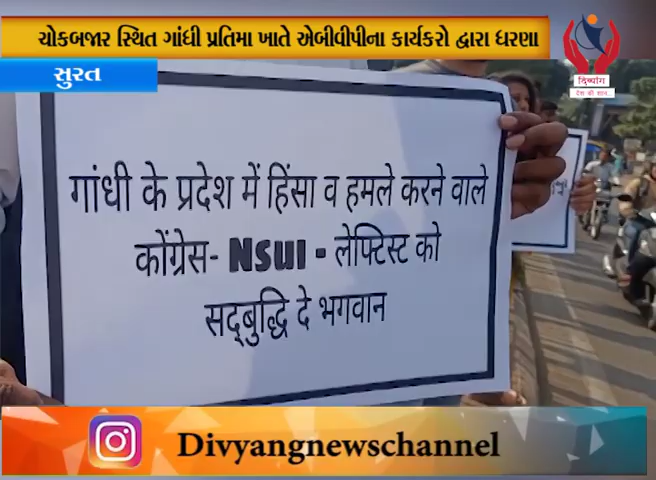 ચોકબજાર સ્થિત ગાંધી પ્રતિમા ખાતે એબીવીપીના કાર્યકરો દ્વારા ધરણા
સુરત
दिव्यांग
देश की शान..
गांधी के प्रदेश में हिंसा व हमले करने वाले
कोंग्रेस- NSUI - लेफ्टिस्ट को
सद्बुद्धि दे भगवान
Divyangnewschannel